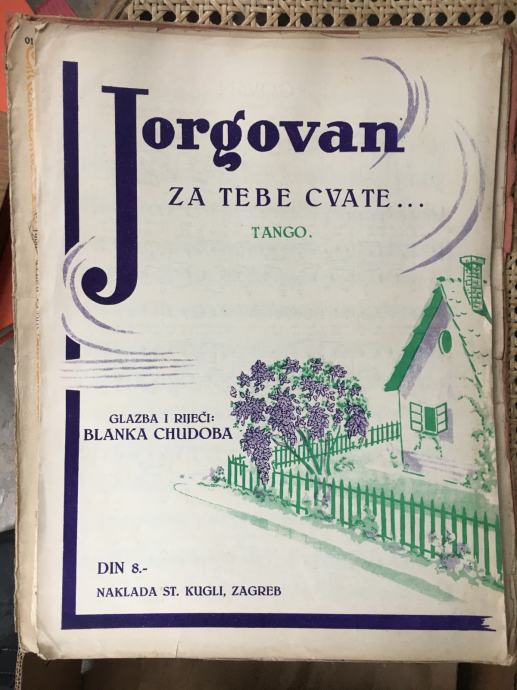 Jorgovan
ZA TEBE CVATE...
TANGO.
GLAZBA I RIJEČI:
BLANKA CHUDOBA
DIN 8.-
NAKLADA ST. KUGLI, ZAGREB